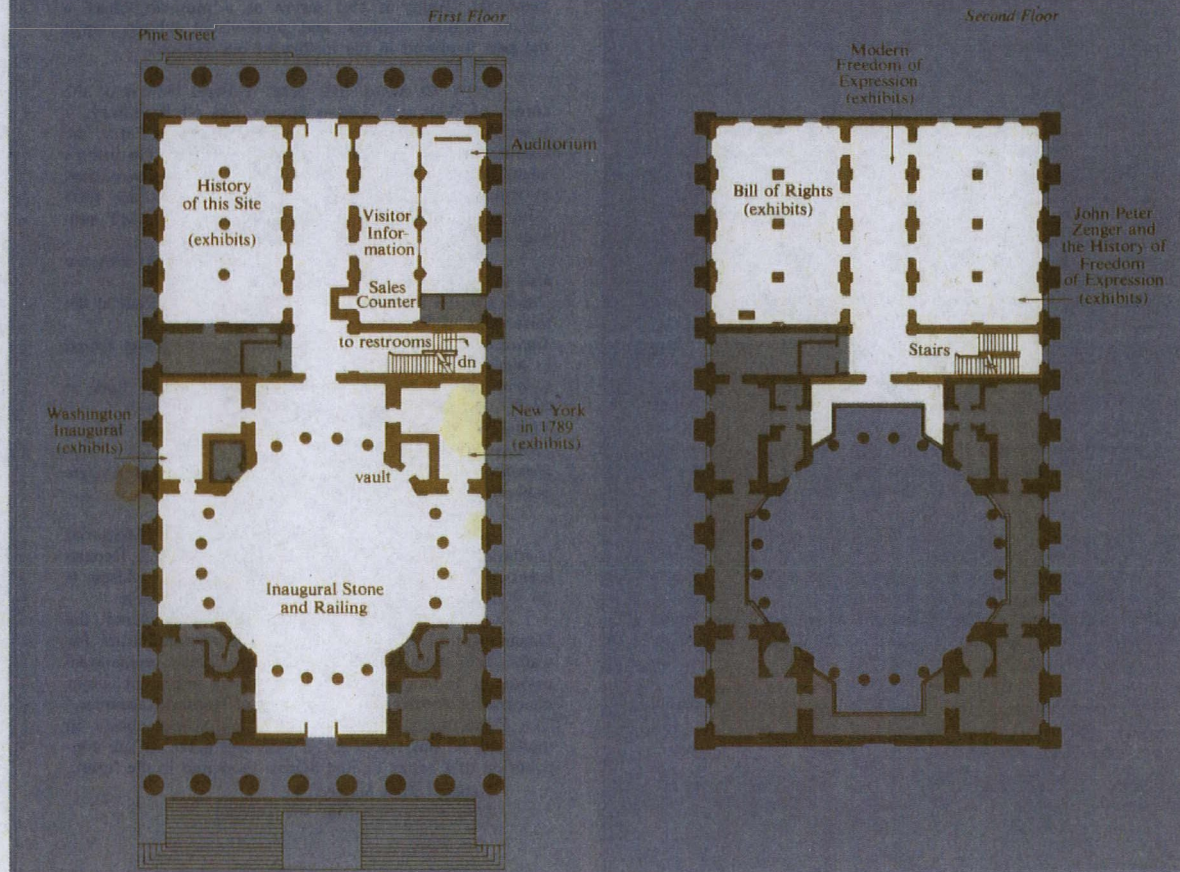 First Floor
Pine Street
Auditorium
History
of this Site
(exhibits)
Visitor
Infor-
mation
Sales
Counter
to restrooms
dn
Washington
Inaugural
(exhibits)
New York
in 1789
(exhibits)
vault
Inaugural Stone
and Railing
Second Floor
Modern
Freedom of
Expression
(exhibits)
Bill of Rights
(exhibits)
John Peter
Zenger and
the History of
Freedom
of Expression
(exhibits)
Stairs